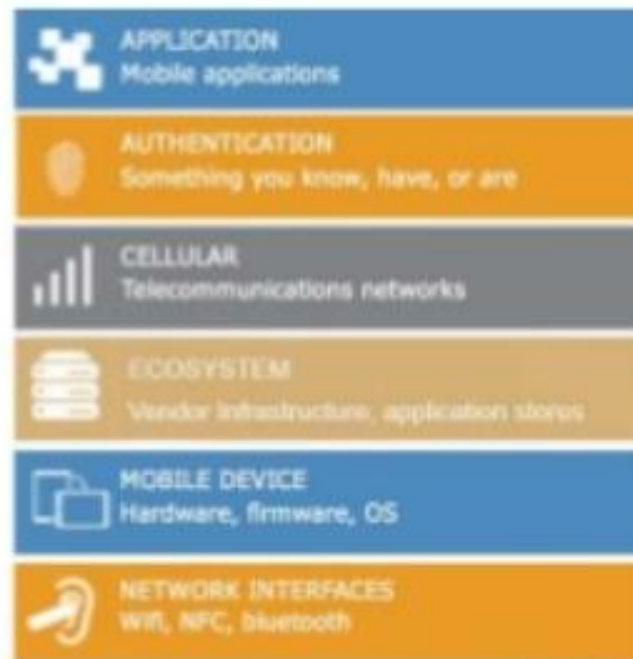 APPLICATION
Mobile applications
AUTHENTICATION
Something you know, have, or are
CELLULAR
Telecommunications networks
ECOSYSTEM
Vendor Infrastructure, application stores
MOBILE DEVICE
Hardware, firmware, OS
NETWORK INTERFACES
Wifi, NFC, bluetooth